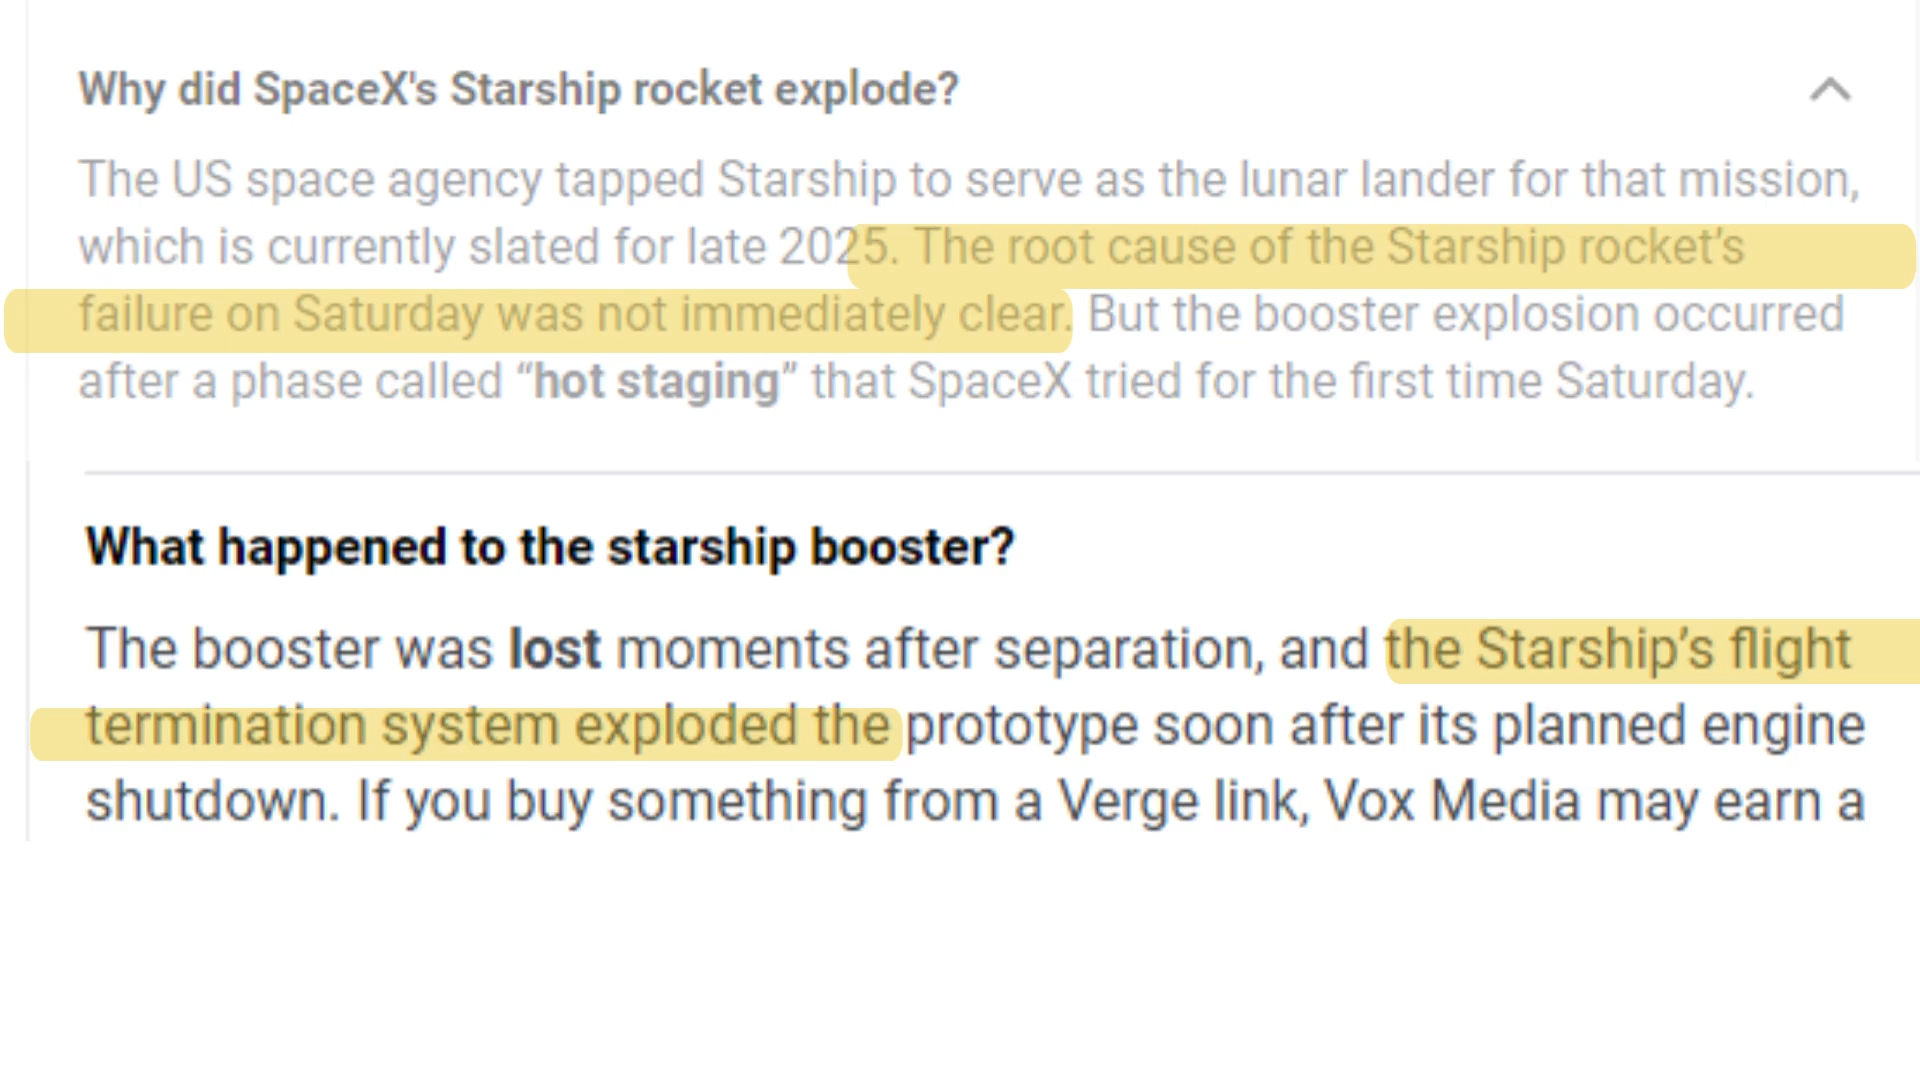 Why did SpaceX's Starship rocket explode?
The US space agency tapped Starship to serve as the lunar lander for that mission,
which is currently slated for late 2025. The root cause of the Starship rocket’s
failure on Saturday was not immediately clear. But the booster explosion occurred
after a phase called “hot staging” that SpaceX tried for the first time Saturday.
What happened to the starship booster?
The booster was lost moments after separation, and the Starship’s flight
termination system exploded the prototype soon after its planned engine
shutdown. If you buy something from a Verge link, Vox Media may earn a